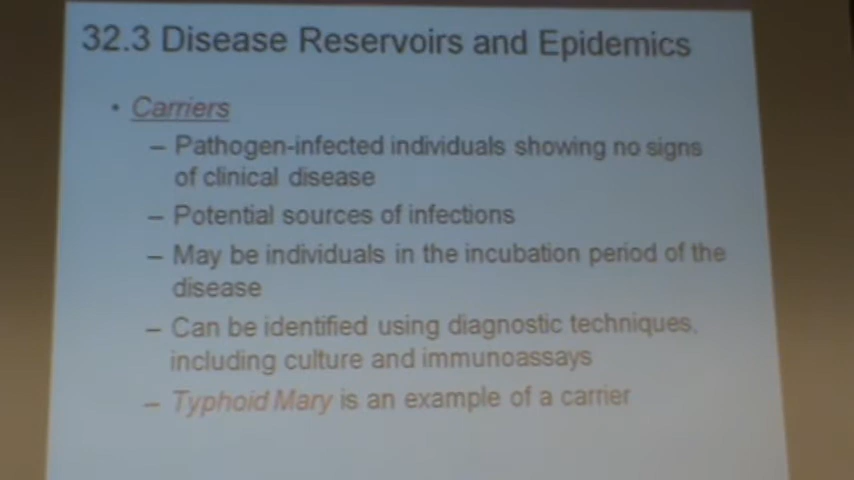 32.3 Disease Reservoirs and Epidemics
• Carriers
– Pathogen-infected individuals showing no signs
of clinical disease
– Potential sources of infections
– May be individuals in the incubation period of the
disease
– Can be identified using diagnostic techniques,
including culture and immunoassays
– Typhoid Mary is an example of a carrier